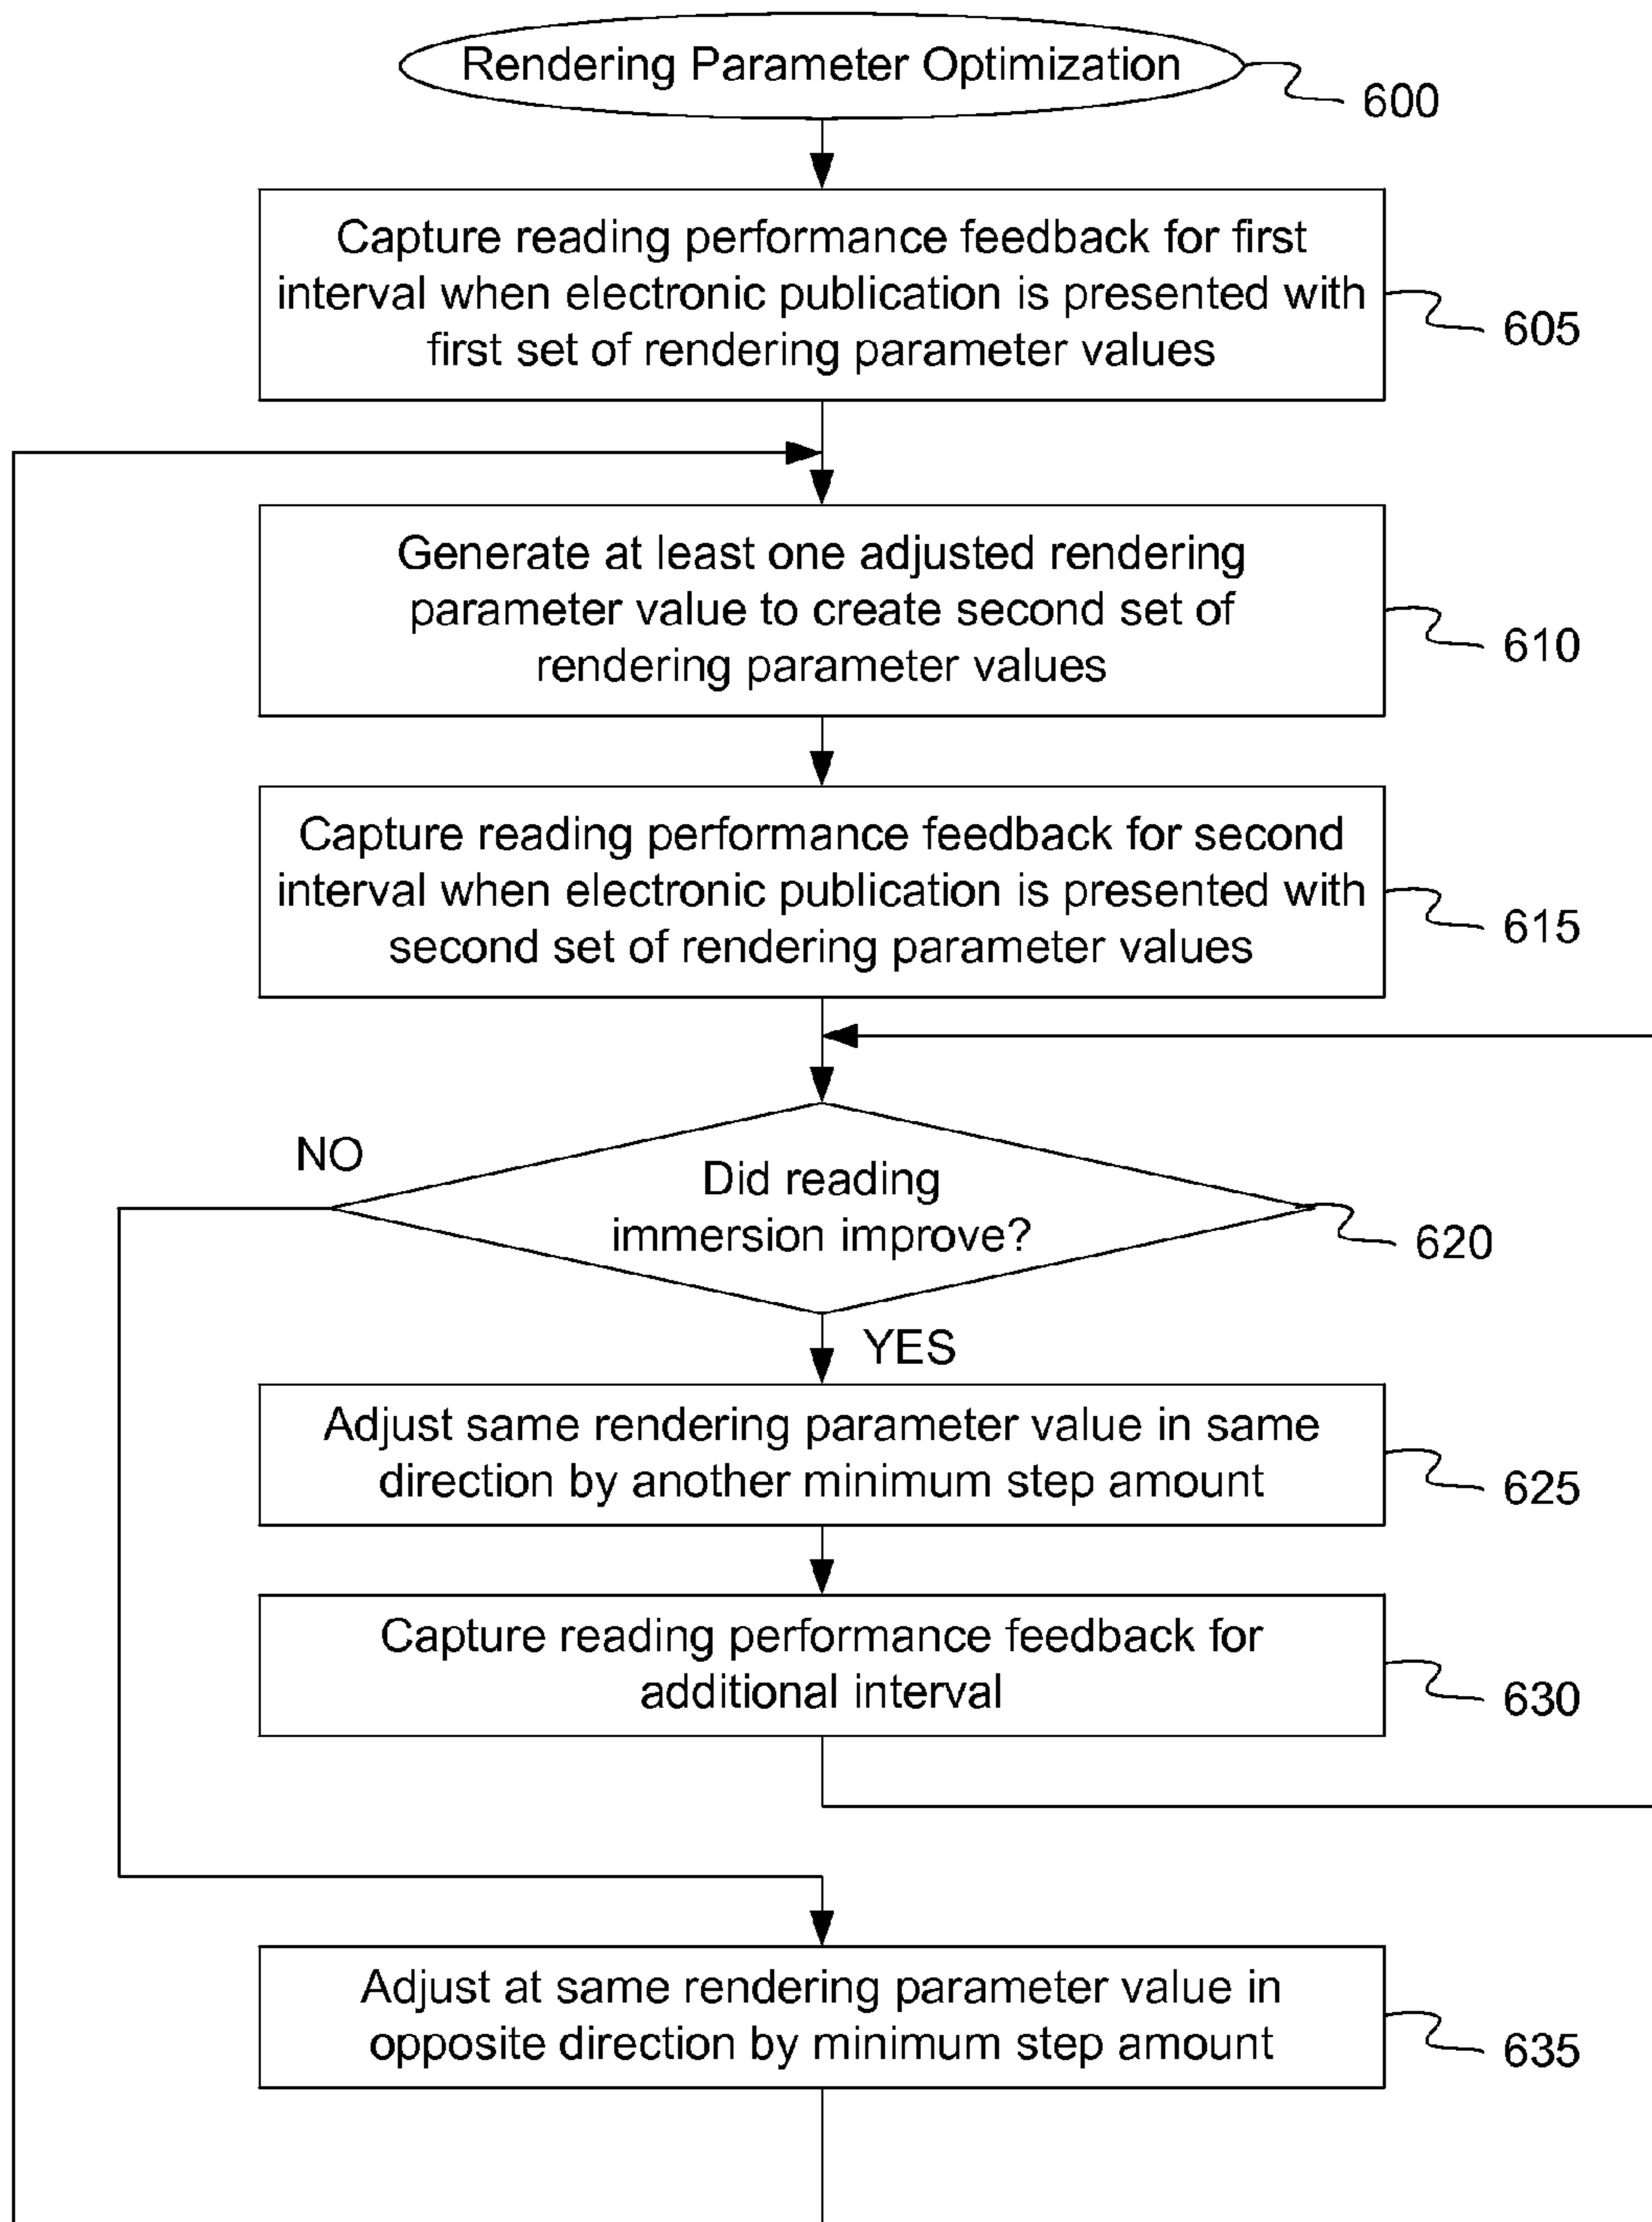 Rendering Parameter Optimization
600
Capture reading performance feedback for first
interval when electronic publication is presented with
first set of rendering parameter values
605
Generate at least one adjusted rendering
parameter value to create second set of
rendering parameter values
610
Capture reading performance feedback for second
interval when electronic publication is presented with
second set of rendering parameter values
615
NO
Did reading
immersion improve?
620
YES
Adjust same rendering parameter value in same
direction by another minimum step amount
625
Capture reading performance feedback for
additional interval
630
Adjust at same rendering parameter value in
opposite direction by minimum step amount
635